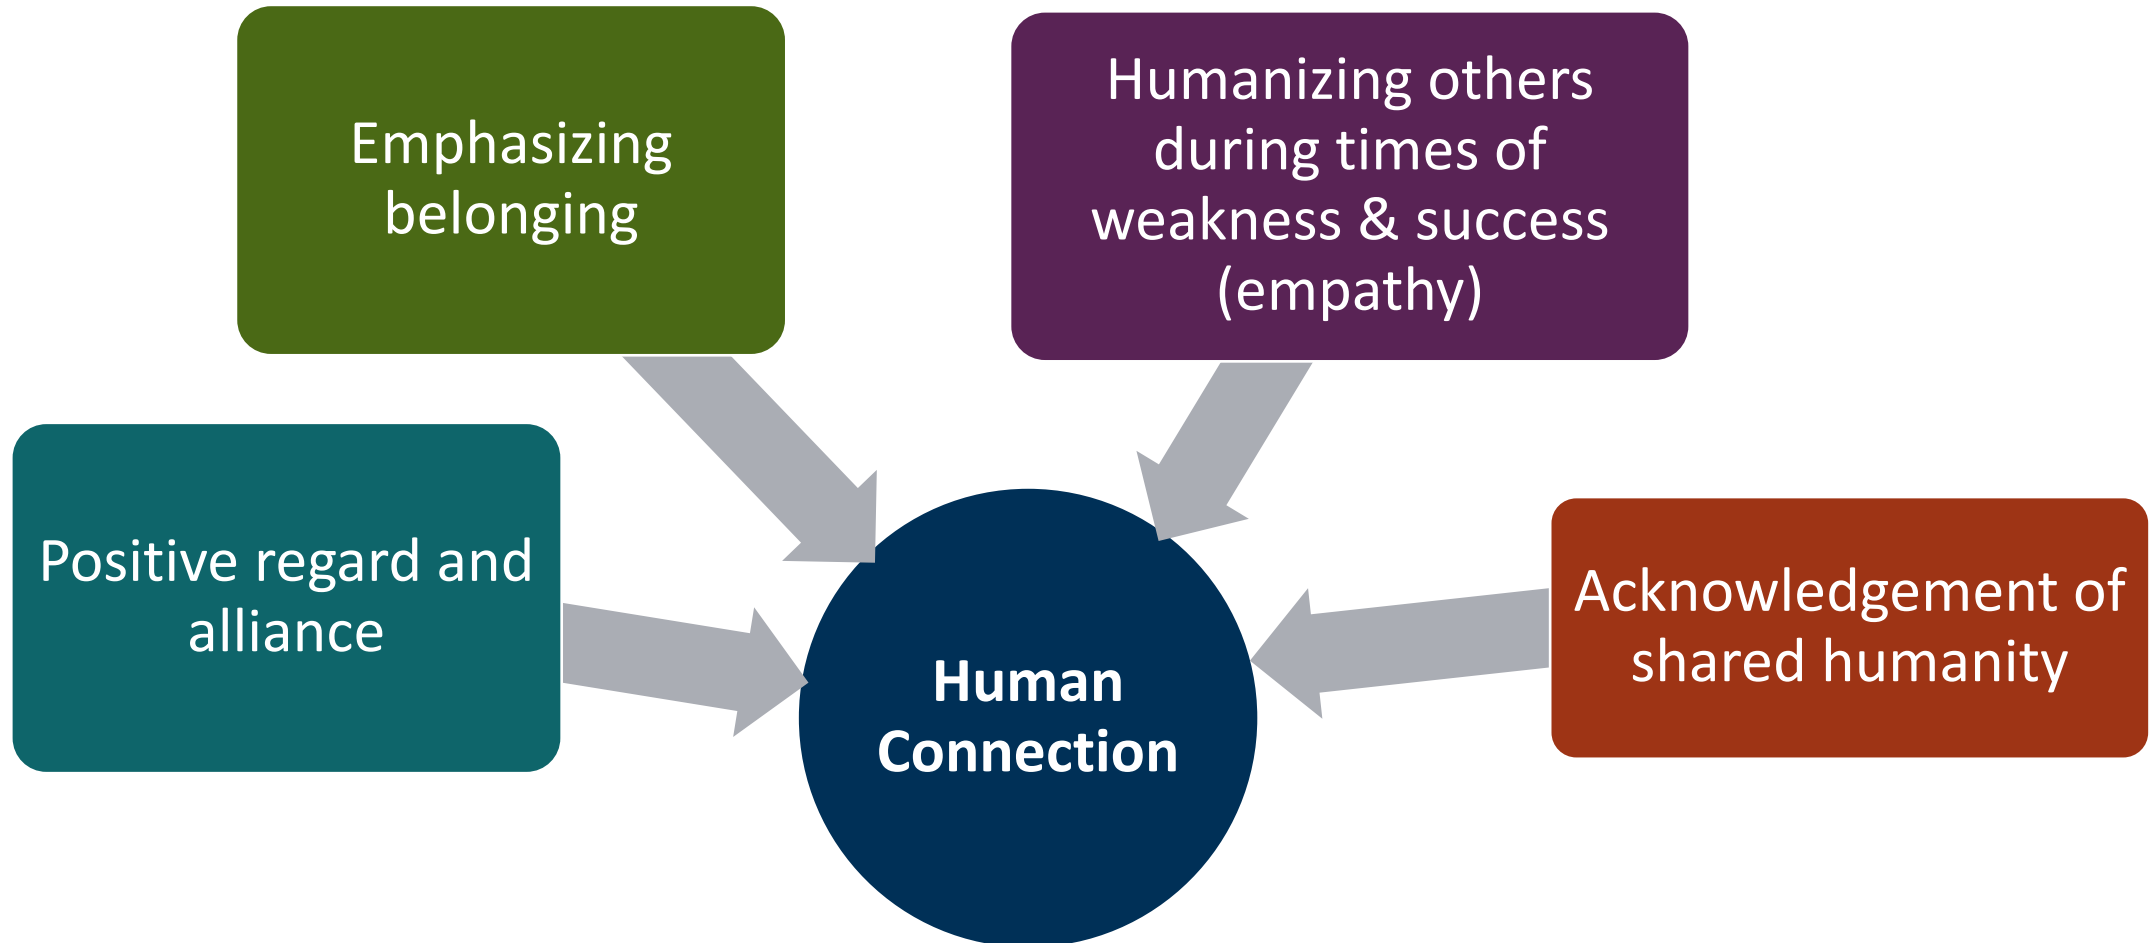 Emphasizing
belonging
Humanizing others
during times of
weakness & success
(empathy)
Positive regard and
alliance
Acknowledgement of
shared humanity
Human
Connection